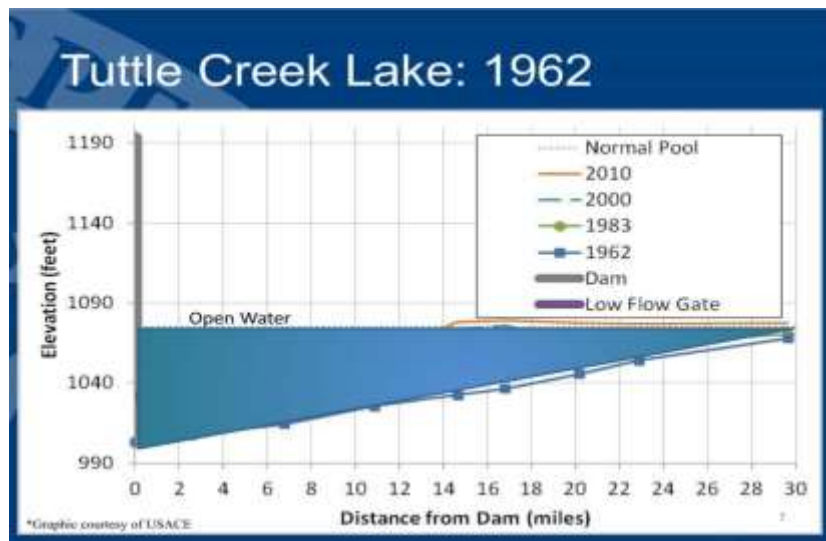 Tuttle Creek Lake: 1962
1190
1140
1090
1040
990
Elevation (feet)
Normal Pool
2010
2000
1983
1962
Dam
Low Flow Gate
Open Water
0 2 4 6 8 10 12 14 16 18 20 22 24 26 28 30
Distance from Dam (miles)
*Graphic courtesy of USACE
7